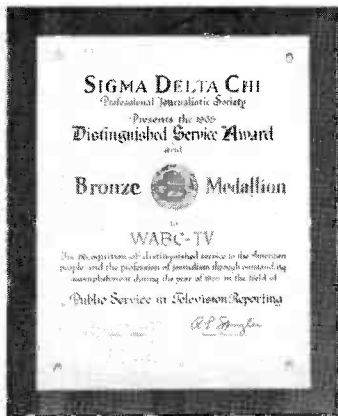 SIGMA DELTA CHI
Professional Journalistic Society
Presents the
Distinguished Service Award
and
Bronze Medallion
to
WABC-TV
In recognition of distinguished service to the American
people and the profession of journalism through outstanding
accomplishment during the year of in the field of
Public Service in Television Reporting